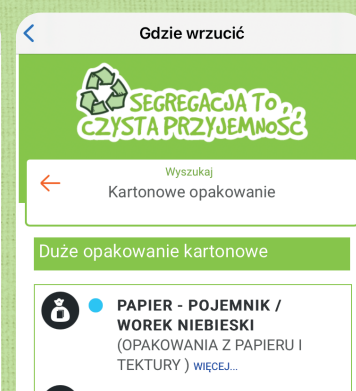 Gdzie wrzucić
SEGREGACJA TO
CZYSTA PRZYJEMNOŚĆ
Wyszukaj
Kartonowe opakowanie
Duże opakowanie kartonowe
PAPIER - POJEMNIK /
WOREK NIEBIESKI
(OPAKOWANIA Z PAPIERU I
TEKTURY ) WIĘCEJ...